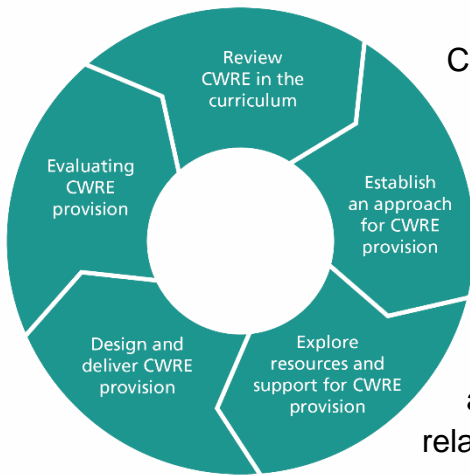 Review
CWRE in the
curriculum
Establish
an approach
for CWRE
provision
Explore
resources and
support for CWRE
provision
Design and
deliver CWRE
provision
Evaluating
CWRE
provision